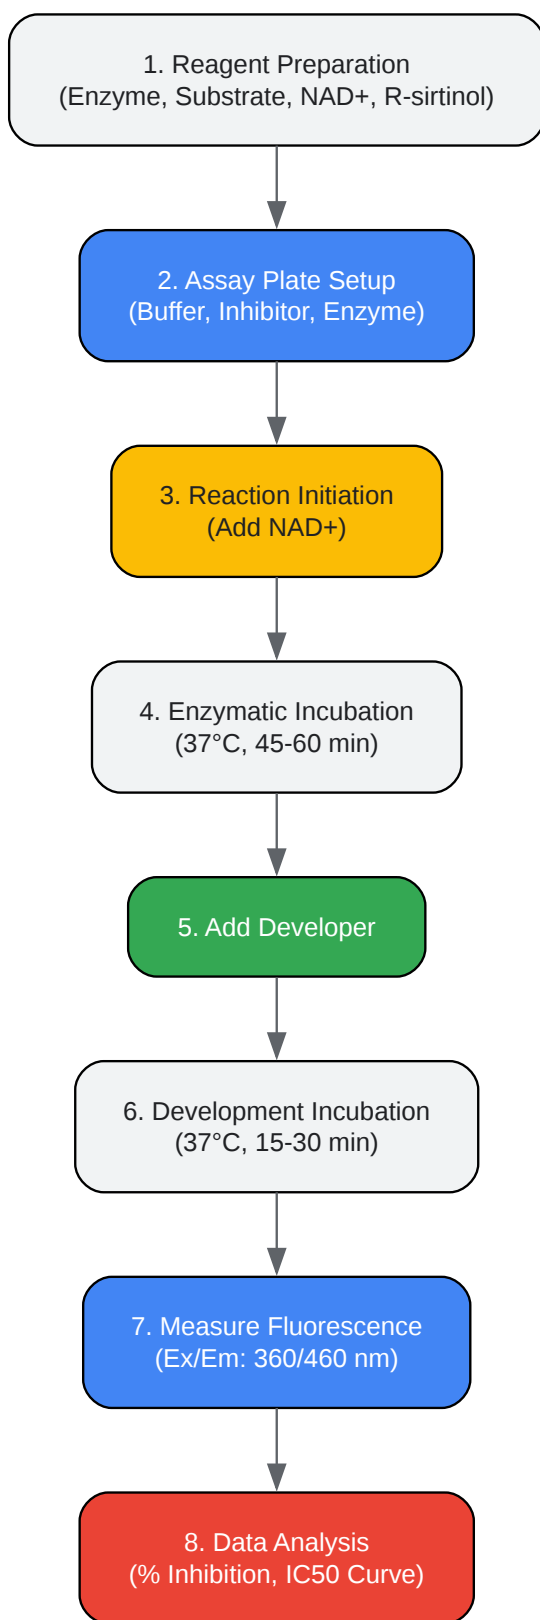 1. Reagent Preparation
(Enzyme, Substrate, NAD+, R-sirtinol)
2. Assay Plate Setup
(Buffer, Inhibitor, Enzyme)
3. Reaction Initiation
(Add NAD+)
4. Enzymatic Incubation
(37°C, 45-60 min)
5. Add Developer
6. Development Incubation
(37°C, 15-30 min)
7. Measure Fluorescence
(Ex/Em: 360/460 nm)
8. Data Analysis
(% Inhibition, IC50 Curve)